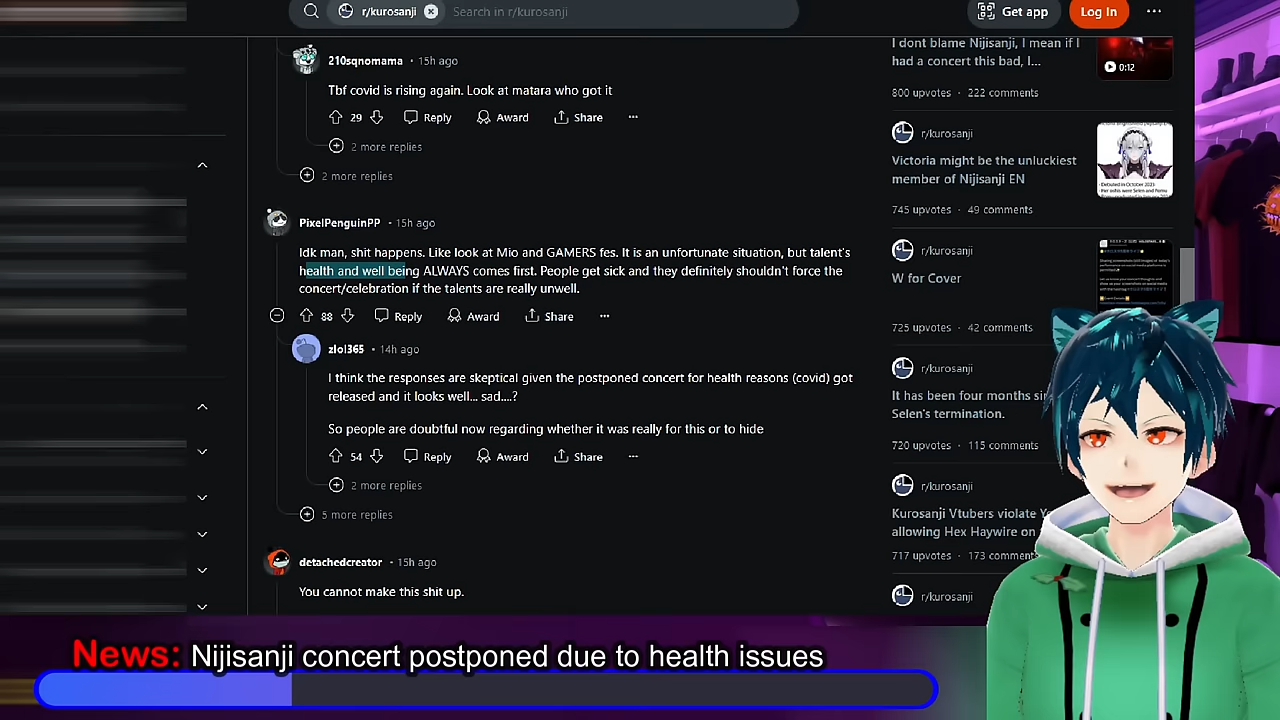 r/kurosanji
Search in r/kurosanji
Get app
Log In
210sqnomama • 15h ago
Tbf covid is rising again. Look at matara who got it
29 Reply Award Share
2 more replies
2 more replies
PixelPenguinPP • 15h ago
Idk man, shit happens. Like look at Mio and GAMERS fes. It is an unfortunate situation, but talent's
health and well being ALWAYS comes first. People get sick and they definitely shouldn't force the
concert/celebration if the talents are really unwell.
88 Reply Award Share
zlol365 • 14h ago
I think the responses are skeptical given the postponed concert for health reasons (covid) got
released and it looks well... sad....?
So people are doubtful now regarding whether it was really for this or to hide
54 Reply Award Share
2 more replies
5 more replies
detachedcreator • 15h ago
You cannot make this shit up.
I dont blame Nijisanji, I mean if I
had a concert this bad, I...
0:12
800 upvotes · 222 comments
r/kurosanji
Victoria might be the unluckiest
member of Nijisanji EN
745 upvotes · 49 comments
r/kurosanji
W for Cover
725 upvotes · 42 comments
r/kurosanji
It has been four months
Selen's termination.
720 upvotes · 115 comments
r/kurosanji
Kurosanji Vtubers violate
allowing Hex Haywire on
717 upvotes · 173 comments
r/kurosanji
News: Nijisanji concert postponed due to health issues